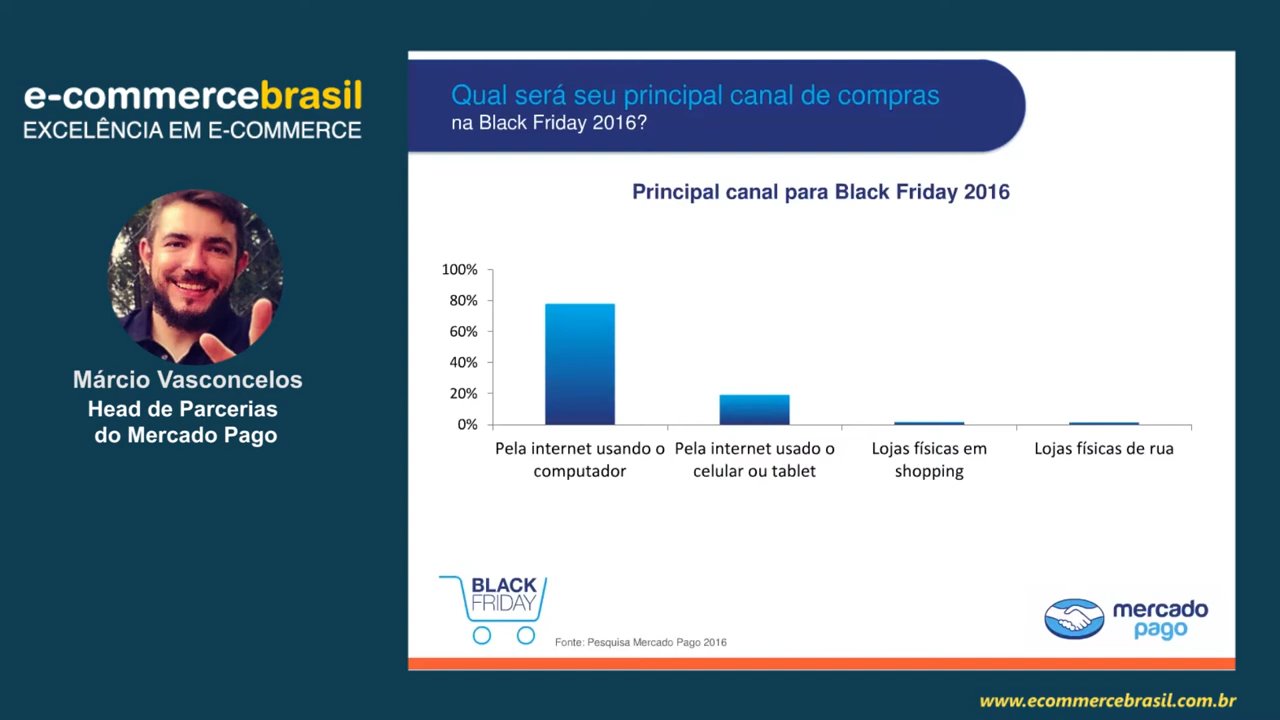 e-commercebrasil
EXCELÊNCIA EM E-COMMERCE
Márcio Vasconcelos
Head de Parcerias
do Mercado Pago
Qual será seu principal canal de compras
na Black Friday 2016?
Principal canal para Black Friday 2016
100%
80%
60%
40%
20%
0%
Pela internet usando o
computador
Pela internet usado o
celular ou tablet
Lojas físicas em
shopping
Lojas físicas de rua
BLACK
FRIDAY
Fonte: Pesquisa Mercado Pago 2016
mercado
pago
www.ecommercebrasil.com.br